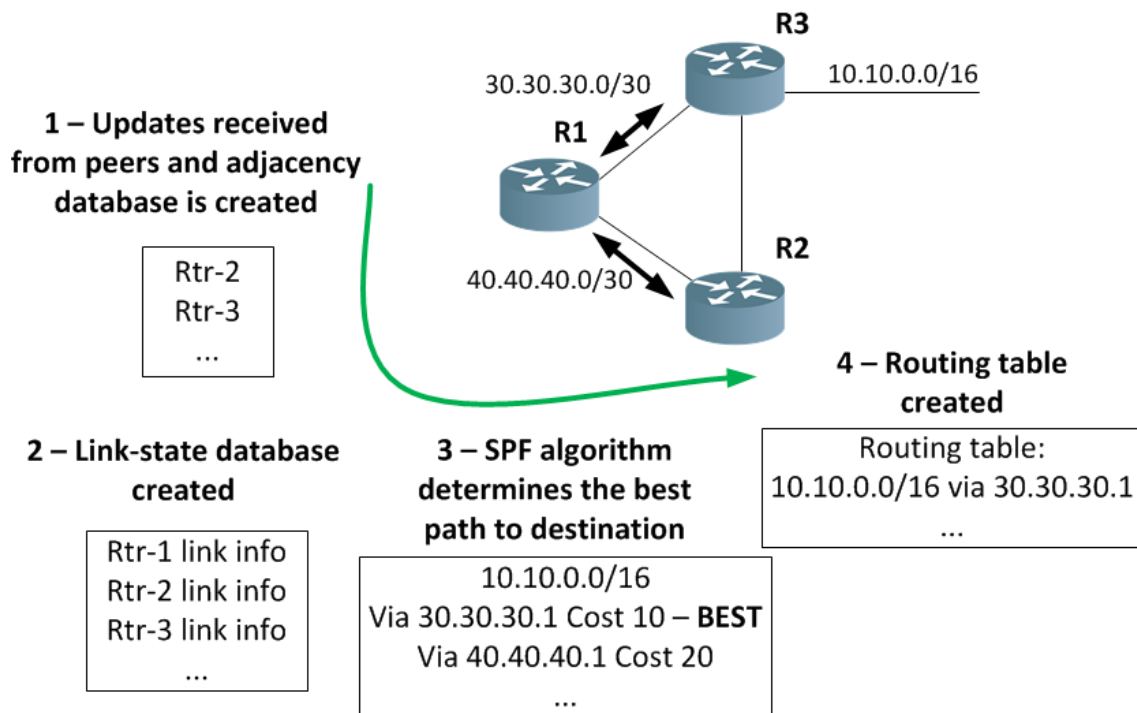 R3
30.30.30.0/30
10.10.0.0/16
1 – Updates received
from peers and adjacency
database is created
R1
Rtr-2
Rtr-3
...
40.40.40.0/30
R2
4 – Routing table
created
Routing table:
10.10.0.0/16 via 30.30.30.1
...
2 – Link-state database
created
Rtr-1 link info
Rtr-2 link info
Rtr-3 link info
...
3 – SPF algorithm
determines the best
path to destination
10.10.0.0/16
Via 30.30.30.1 Cost 10 – BEST
Via 40.40.40.1 Cost 20
...